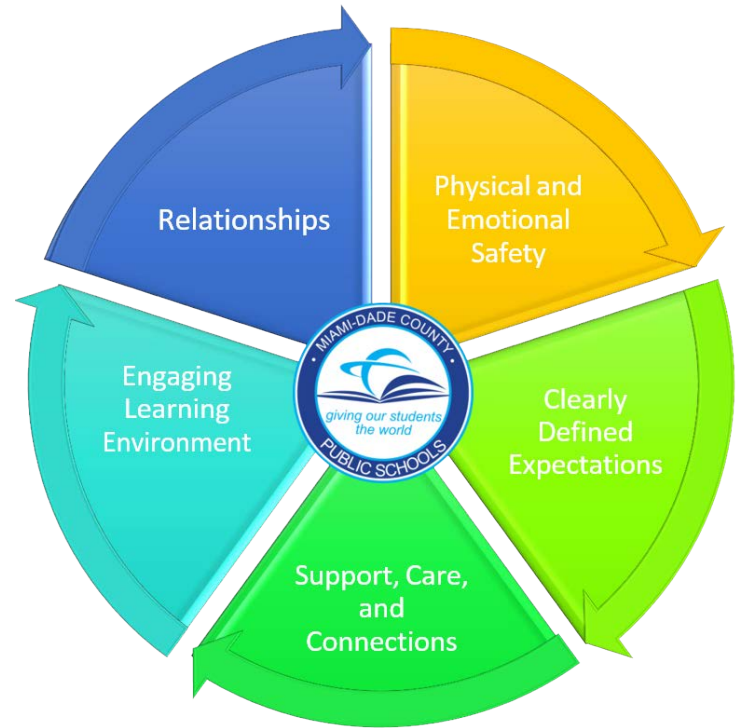 Relationships
Physical and
Emotional
Safety
Clearly
Defined
Expectations
Support, Care,
and
Connections
Engaging
Learning
Environment
• MIAMI-DADE COUNTY •
giving our students
the world
PUBLIC SCHOOLS